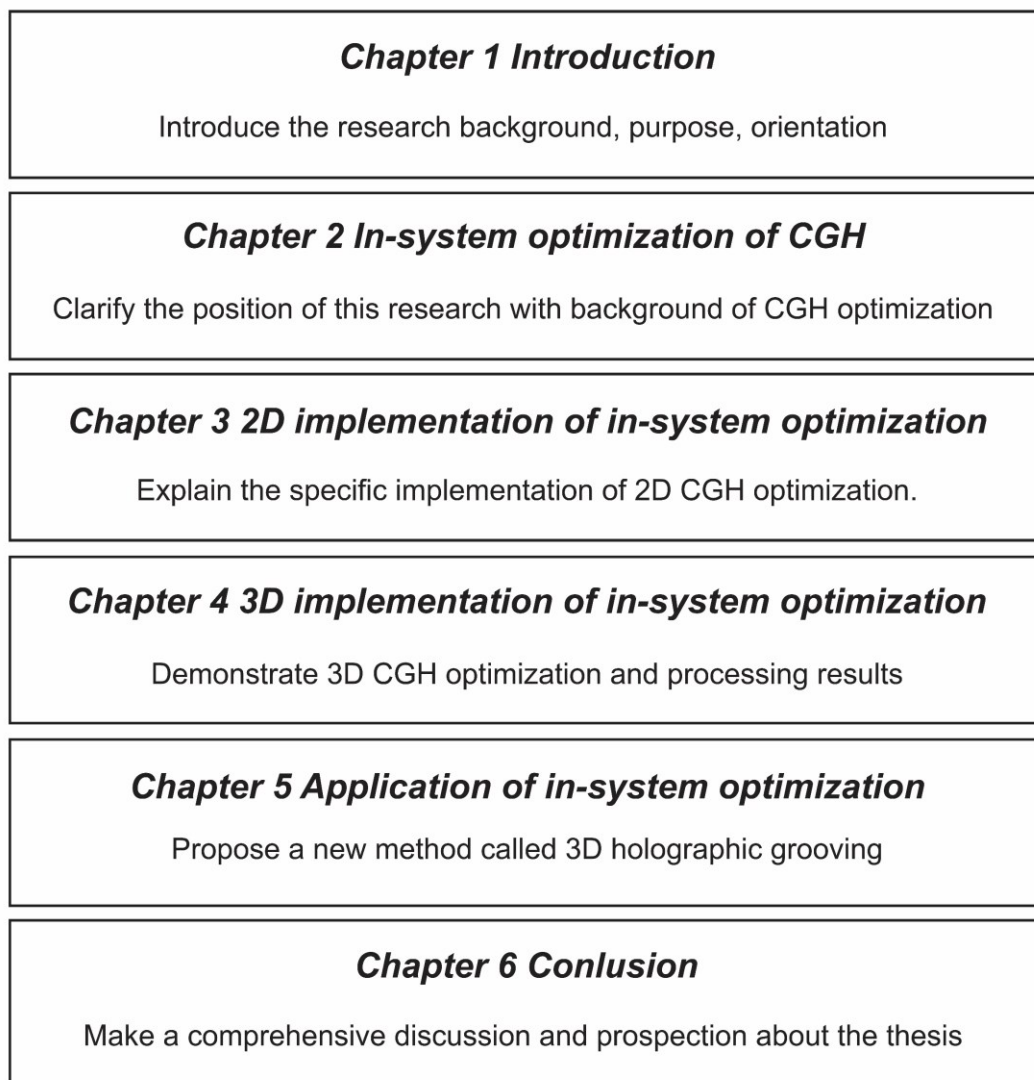 Chapter 1 Introduction
Introduce the research background, purpose, orientation
Chapter 2 In-system optimization of CGH
Clarify the position of this research with background of CGH optimization
Chapter 3 2D implementation of in-system optimization
Explain the specific implementation of 2D CGH optimization.
Chapter 4 3D implementation of in-system optimization
Demonstrate 3D CGH optimization and processing results
Chapter 5 Application of in-system optimization
Propose a new method called 3D holographic grooving
Chapter 6 Conlusion
Make a comprehensive discussion and prospection about the thesis